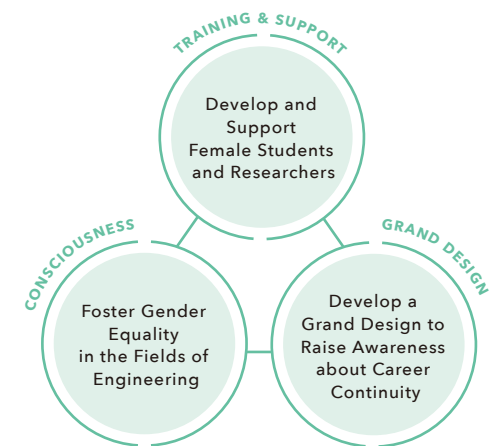 TRAINING & SUPPORT
Develop and
Support
Female Students
and Researchers
CONSCIOUSNESS
Foster Gender
Equality
in the Fields of
Engineering
GRAND DESIGN
Develop a
Grand Design to
Raise Awareness
about Career
Continuity